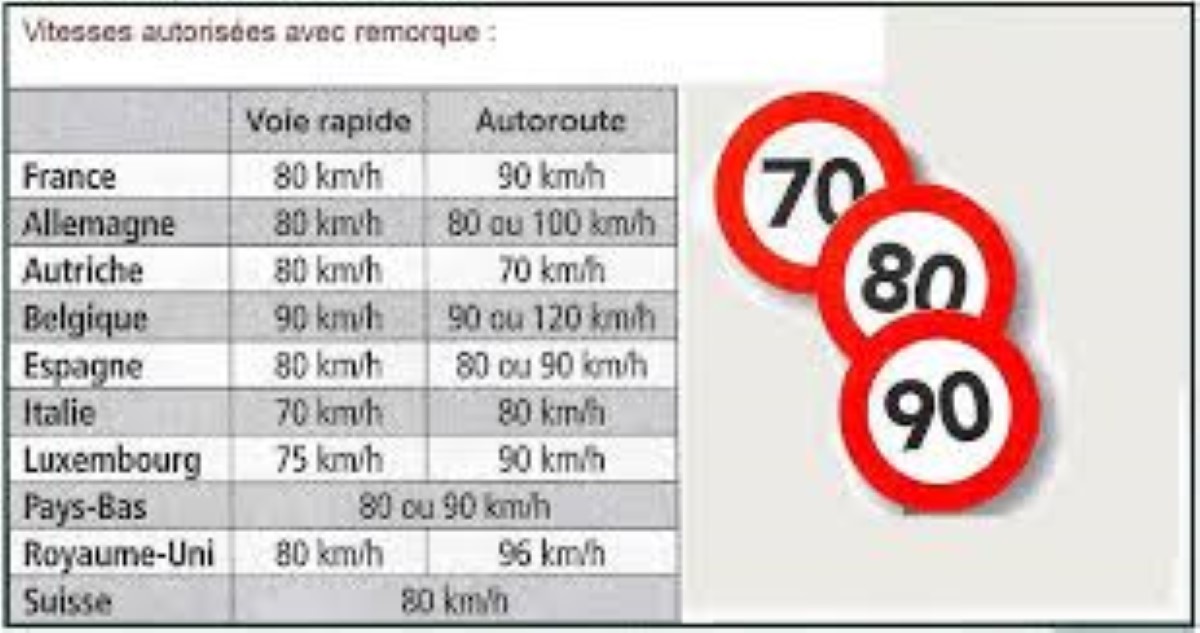 Vitesses autorisées avec remorque :
Voie rapide Autoroute
France 80 km/h 90 km/h
Allemagne 80 km/h 80 ou 100 km/h
Autriche 80 km/h 70 km/h
Belgique 90 km/h 90 ou 120 km/h
Espagne 80 km/h 80 ou 90 km/h
Italie 70 km/h 80 km/h
Luxembourg 75 km/h 90 km/h
Pays-Bas 80 ou 90 km/h
Royaume-Uni 80 km/h 96 km/h
Suisse 80 km/h
70
80
90